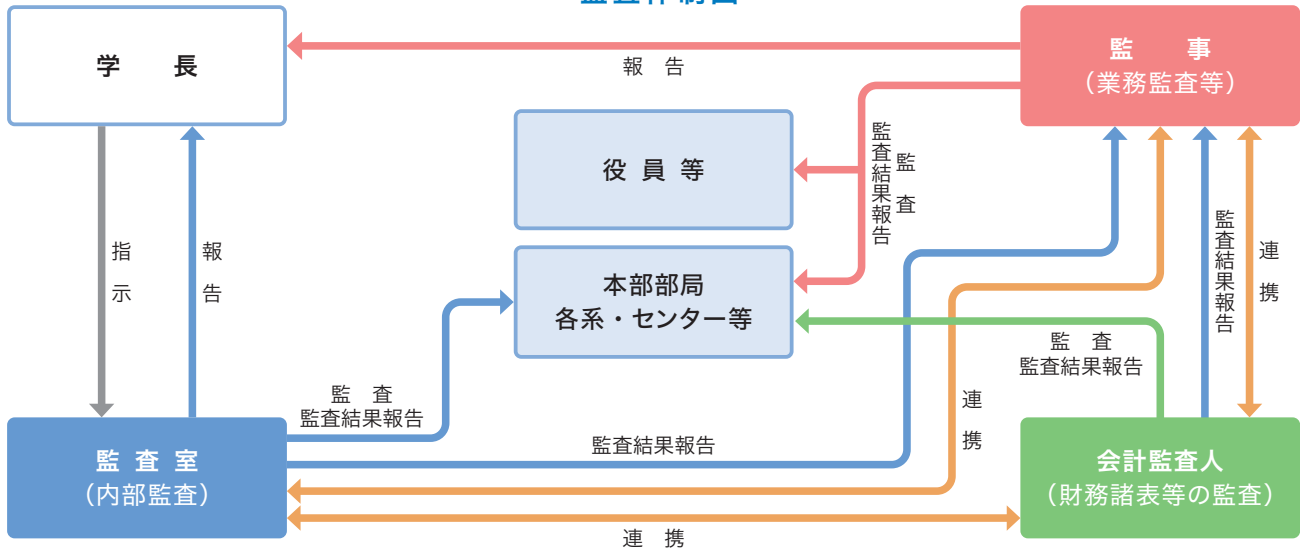 学 長
報 告
監 事
（業務監査等）
役 員 等
監査
監査結果報告
本部部局
各系・センター等
指示
報告
監 査
監査結果報告
監査結果報告
連携
監 査
監査結果報告
監査結果報告
連携
監 査 室
（内部監査）
会計監査人
（財務諸表等の監査）
連 携